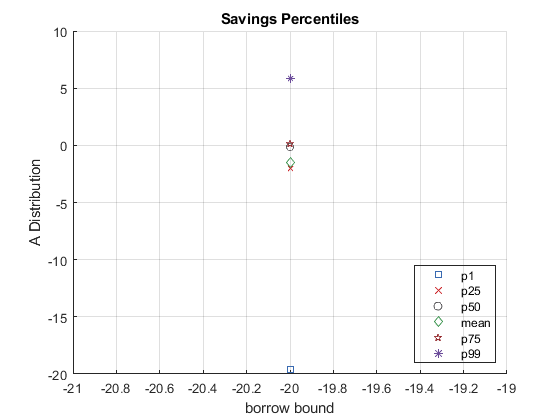 Savings Percentiles
A Distribution
10
5
0
-5
-10
-15
-20
p1
p25
p50
mean
p75
p99
-21 -20.8 -20.6 -20.4 -20.2 -20 -19.8 -19.6 -19.4 -19.2 -19
borrow bound